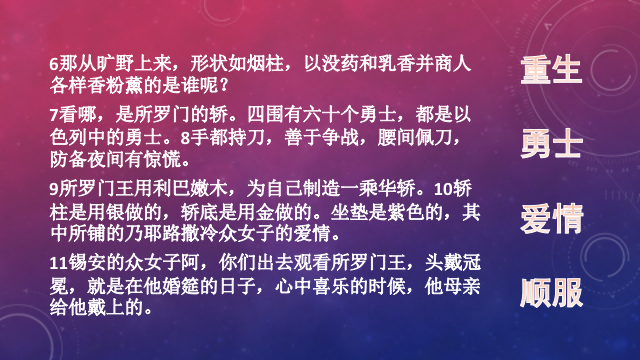 6那从旷野上来，形状如烟柱，以没药和乳香并商人
各样香粉薰的是谁呢？
7看哪，是所罗门的轿。四围有六十个勇士，都是以
色列中的勇士。8手都持刀，善于争战，腰间佩刀，
防备夜间有惊慌。
9所罗门王用利巴嫩木，为自己制造一乘华轿。10轿
柱是用银做的，轿底是用金做的。坐垫是紫色的，其
中所铺的乃耶路撒冷众女子的爱情。
11锡安的众女子阿，你们出去观看所罗门王，头戴冠
冕，就是在他婚筵的日子，心中喜乐的时候，他母亲
给他戴上的。
重生
勇士
爱情
顺服